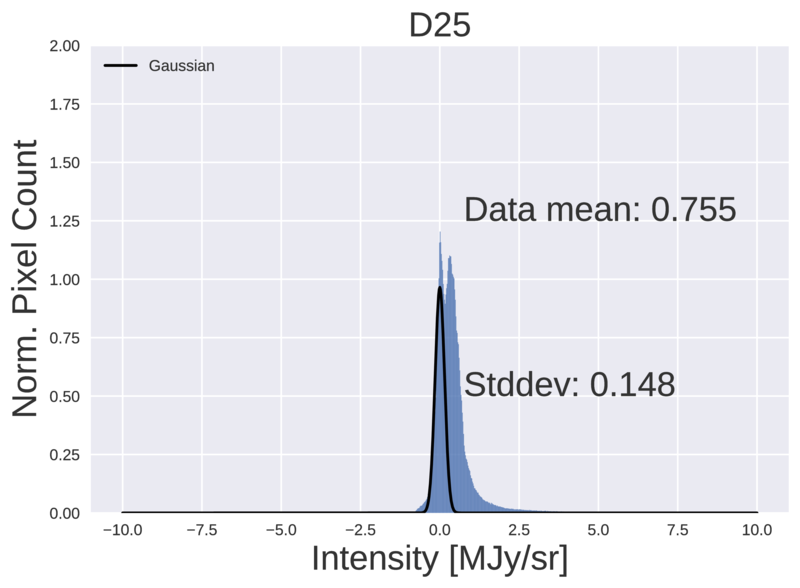 D25
2.00
Gaussian
1.75
1.50
Data mean: 0.755
1.25
1.00
0.75
Stddev: 0.148
0.50
0.25
0.00
Norm. Pixel Count
−10.0 −7.5 −5.0 −2.5 0.0 2.5 5.0 7.5 10.0
Intensity [MJy/sr]